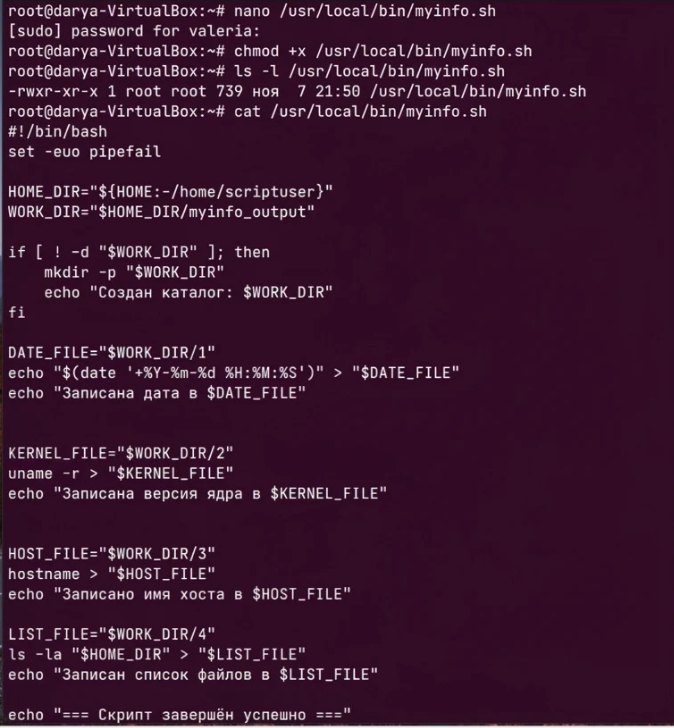 root@darya-VirtualBox:~# nano /usr/local/bin/myinfo.sh
[sudo] password for valeria:
root@darya-VirtualBox:~# chmod +x /usr/local/bin/myinfo.sh
root@darya-VirtualBox:~# ls -l /usr/local/bin/myinfo.sh
-rwxr-xr-x 1 root root 739 ноя  7 21:50 /usr/local/bin/myinfo.sh
root@darya-VirtualBox:~# cat /usr/local/bin/myinfo.sh
#!/bin/bash
set -euo pipefail
HOME_DIR="${HOME:-/home/scriptuser}"
WORK_DIR="$HOME_DIR/myinfo_output"
if [ ! -d "$WORK_DIR" ]; then
    mkdir -p "$WORK_DIR"
    echo "Создан каталог: $WORK_DIR"
fi
DATE_FILE="$WORK_DIR/1"
echo "$(date '+%Y-%m-%d %H:%M:%S')" > "$DATE_FILE"
echo "Записана дата в $DATE_FILE"
KERNEL_FILE="$WORK_DIR/2"
uname -r > "$KERNEL_FILE"
echo "Записана версия ядра в $KERNEL_FILE"
HOST_FILE="$WORK_DIR/3"
hostname > "$HOST_FILE"
echo "Записано имя хоста в $HOST_FILE"
LIST_FILE="$WORK_DIR/4"
ls -la "$HOME_DIR" > "$LIST_FILE"
echo "Записан список файлов в $LIST_FILE"
echo "=== Скрипт завершён успешно ==="